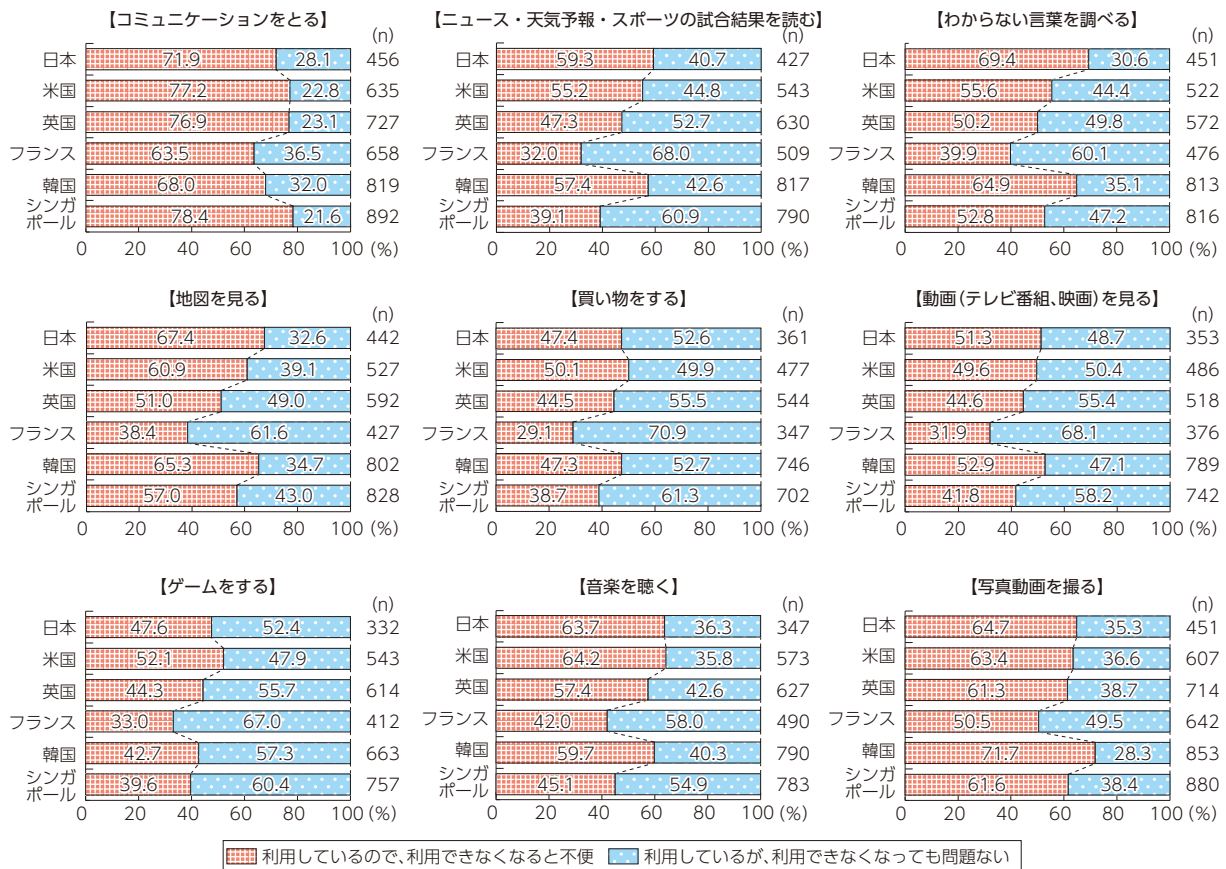 【コミュニケーションをとる】
(n)
日本 71.9 28.1 456
米国 77.2 22.8 635
英国 76.9 23.1 727
フランス 63.5 36.5 658
韓国 68.0 32.0 819
シンガポール 78.4 21.6 892
0 20 40 60 80 100 (%)
【ニュース・天気予報・スポーツの試合結果を読む】
(n)
日本 59.3 40.7 427
米国 55.2 44.8 543
英国 47.3 52.7 630
フランス 32.0 68.0 509
韓国 57.4 42.6 817
シンガポール 39.1 60.9 790
0 20 40 60 80 100 (%)
【わからない言葉を調べる】
(n)
日本 69.4 30.6 451
米国 55.6 44.4 522
英国 50.2 49.8 572
フランス 39.9 60.1 476
韓国 64.9 35.1 813
シンガポール 52.8 47.2 816
0 20 40 60 80 100 (%)
【地図を見る】
(n)
日本 67.4 32.6 442
米国 60.9 39.1 527
英国 51.0 49.0 592
フランス 38.4 61.6 427
韓国 65.3 34.7 802
シンガポール 57.0 43.0 828
0 20 40 60 80 100 (%)
【買い物をする】
(n)
日本 47.4 52.6 361
米国 50.1 49.9 477
英国 44.5 55.5 544
フランス 29.1 70.9 347
韓国 47.3 52.7 746
シンガポール 38.7 61.3 702
0 20 40 60 80 100 (%)
【動画(テレビ番組、映画)を見る】
(n)
日本 51.3 48.7 353
米国 49.6 50.4 486
英国 44.6 55.4 518
フランス 31.9 68.1 376
韓国 52.9 47.1 789
シンガポール 41.8 58.2 742
0 20 40 60 80 100 (%)
【ゲームをする】
(n)
日本 47.6 52.4 332
米国 52.1 47.9 543
英国 44.3 55.7 614
フランス 33.0 67.0 412
韓国 42.7 57.3 663
シンガポール 39.6 60.4 757
0 20 40 60 80 100 (%)
【音楽を聴く】
(n)
日本 63.7 36.3 347
米国 64.2 35.8 573
英国 57.4 42.6 627
フランス 42.0 58.0 490
韓国 59.7 40.3 790
シンガポール 45.1 54.9 783
0 20 40 60 80 100 (%)
【写真動画を撮る】
(n)
日本 64.7 35.3 451
米国 63.4 36.6 607
英国 61.3 38.7 714
フランス 50.5 49.5 642
韓国 71.7 28.3 853
シンガポール 61.6 38.4 880
0 20 40 60 80 100 (%)
利用しているので、利用できなくなると不便 利用しているが、利用できなくなっても問題ない